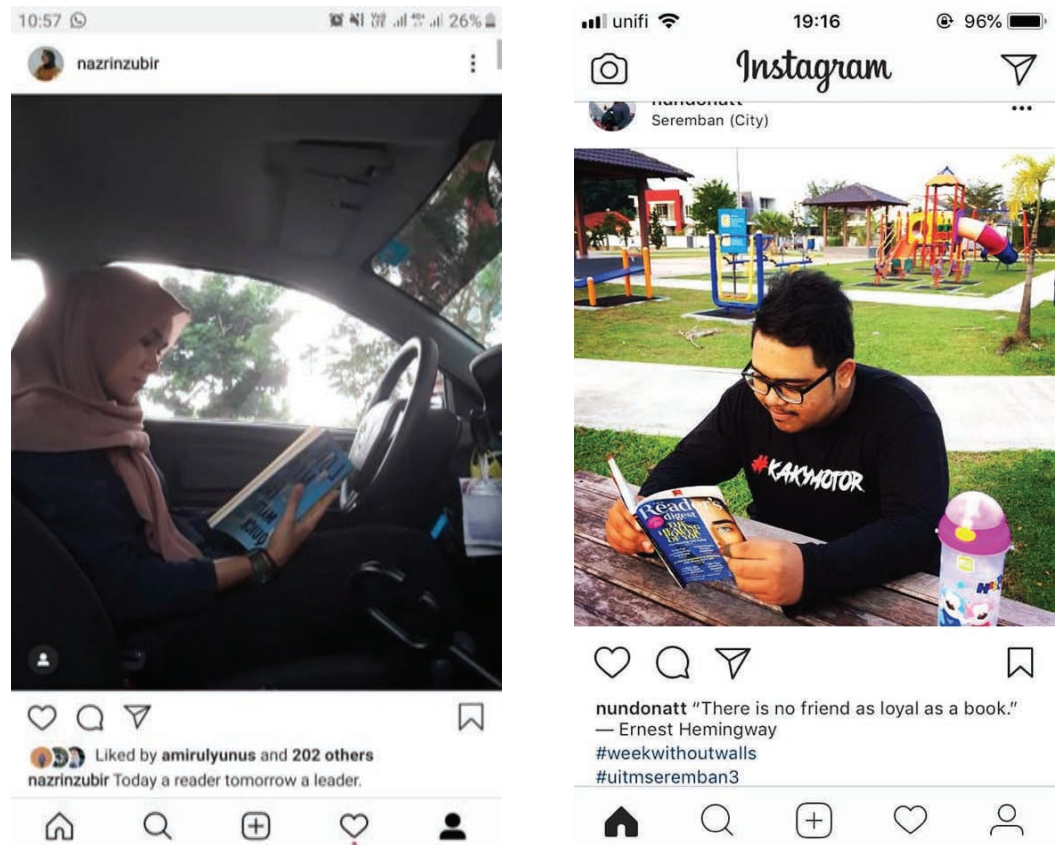 10:57
26%
nazrinzubir
Liked by amirulyunus and 202 others
nazrinzubir Today a reader tomorrow a leader.
unifi
19:16
96%
Instagram
nundonatt
Seremban (City)
#KAKYMOTOR
Reader's
digest
nundonatt “There is no friend as loyal as a book.”
— Ernest Hemingway
#weekwithoutwalls
#uitmseremban3